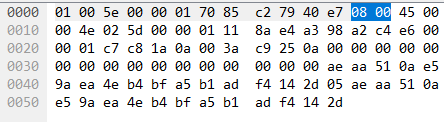 0000 01 00 5e 00 00 01 70 85 c2 79 40 e7 08 00 45 00
0010 00 4e 02 5d 00 00 01 11 8a e4 a3 98 a2 c4 e6 00
0020 00 01 c7 c8 1a 0a 00 3a c9 25 0a 00 00 00 00 00
0030 00 00 00 00 00 00 00 00 00 00 00 00 ae aa 51 0a e5
0040 9a ea 4e b4 bf a5 b1 ad f4 14 2d 05 ae aa 51 0a
0050 e5 9a ea 4e b4 bf a5 b1 ad f4 14 2d